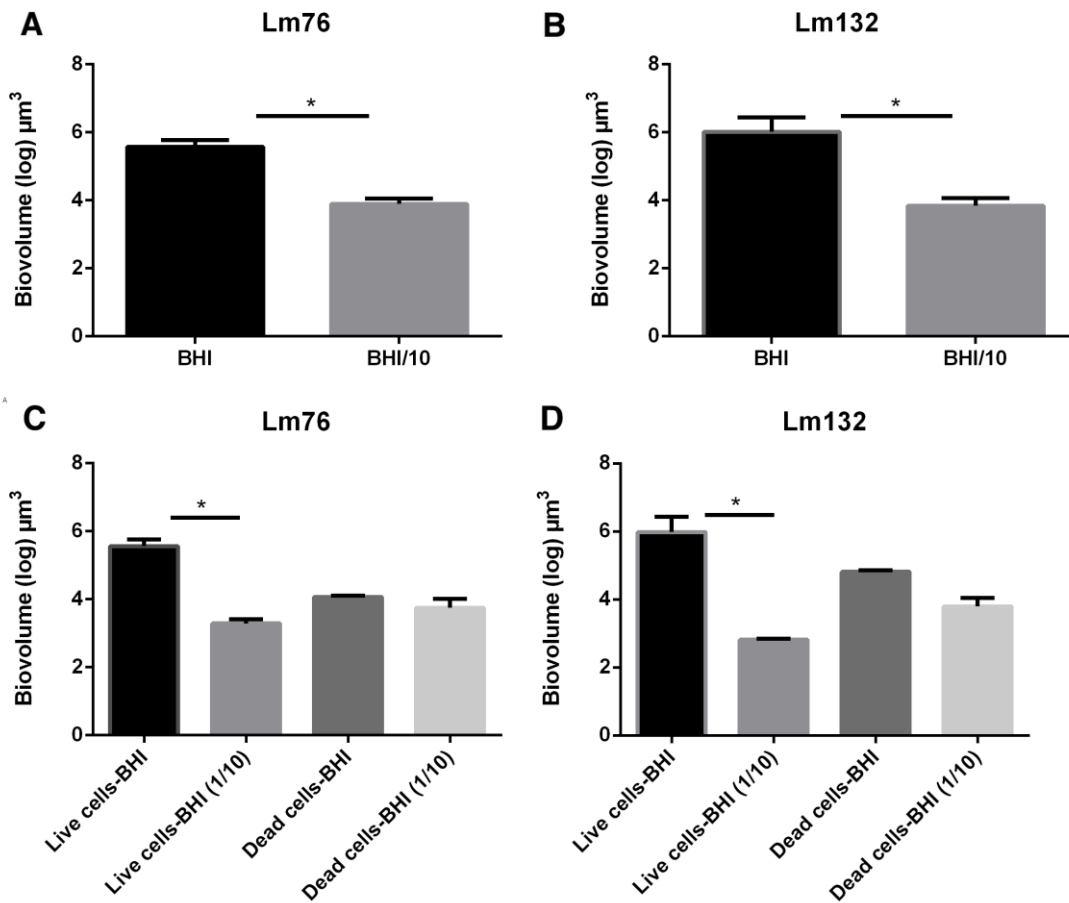 A
Lm76
Biovolume (log) µm³
8
6
4
2
0
*
BHI
BHI/10
B
Lm132
Biovolume (log) µm³
8
6
4
2
0
*
BHI
BHI/10
A
C
Lm76
Biovolume (log) µm³
8
6
4
2
0
*
Live cells-BHI
Live cells-BHI (1/10)
Dead cells-BHI
Dead cells-BHI (1/10)
D
Lm132
Biovolume (log) µm³
8
6
4
2
0
*
Live cells-BHI
Live cells-BHI (1/10)
Dead cells-BHI
Dead cells-BHI (1/10)